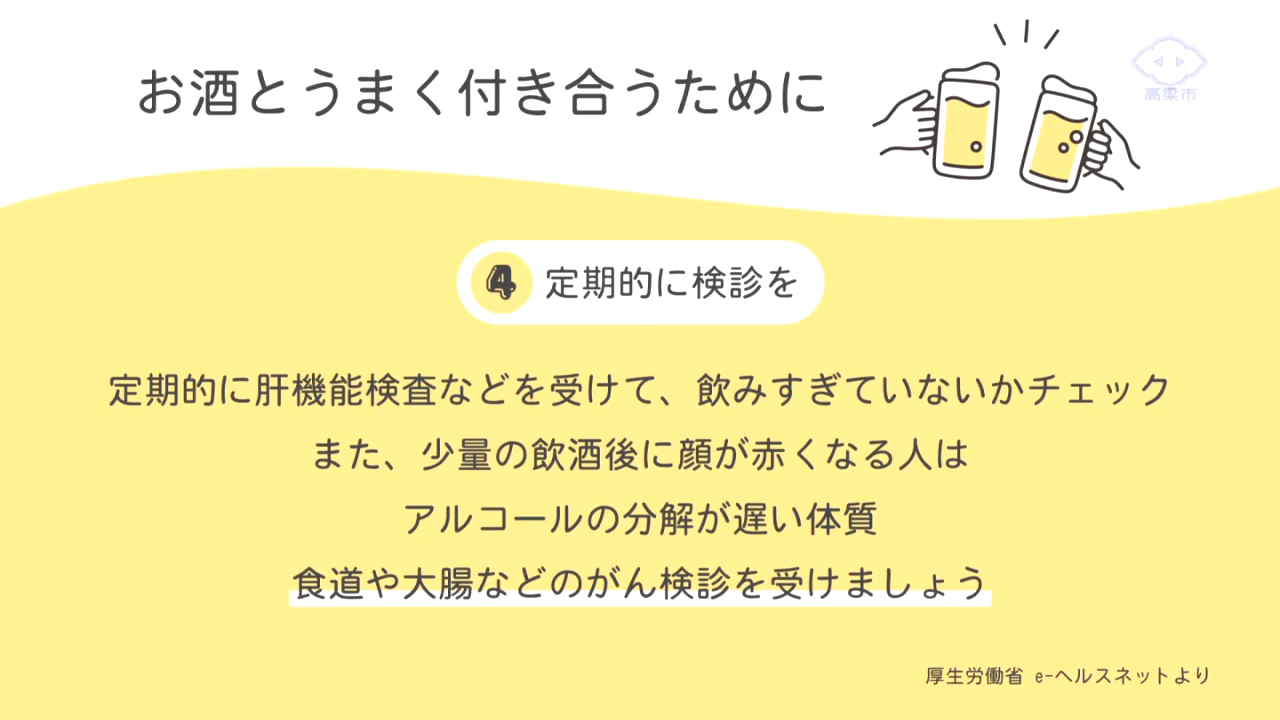 お酒とうまく付き合うために
高梁市
4 定期的に検診を
定期的に肝機能検査などを受けて、飲みすぎていないかチェック
また、少量の飲酒後に顔が赤くなる人は
アルコールの分解が遅い体質
食道や大腸などのがん検診を受けましょう
厚生労働省 e-ヘルスネットより